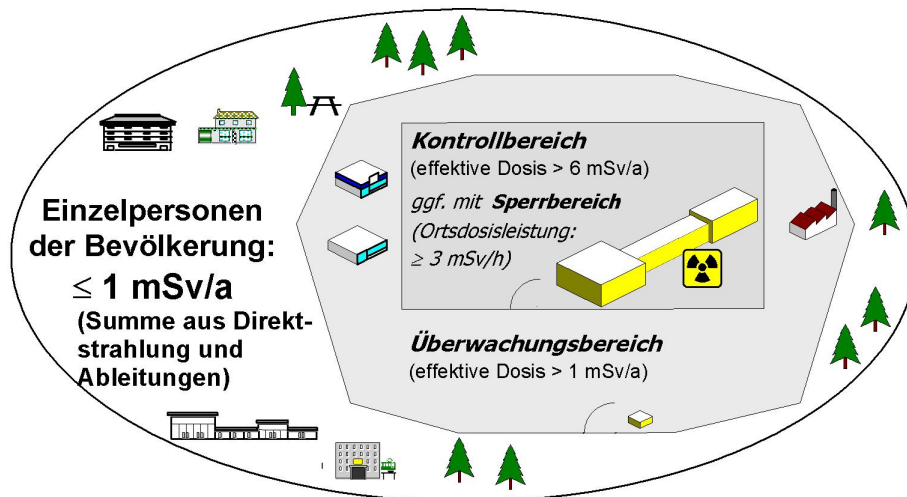 Kontrollbereich
(effektive Dosis > 6 mSv/a)
ggf. mit Sperrbereich
(Ortsdosisleistung:
≥ 3 mSv/h)
Einzelpersonen
der Bevölkerung:
≤ 1 mSv/a
(Summe aus Direkt-
strahlung und
Ableitungen)
Überwachungsbereich
(effektive Dosis > 1 mSv/a)